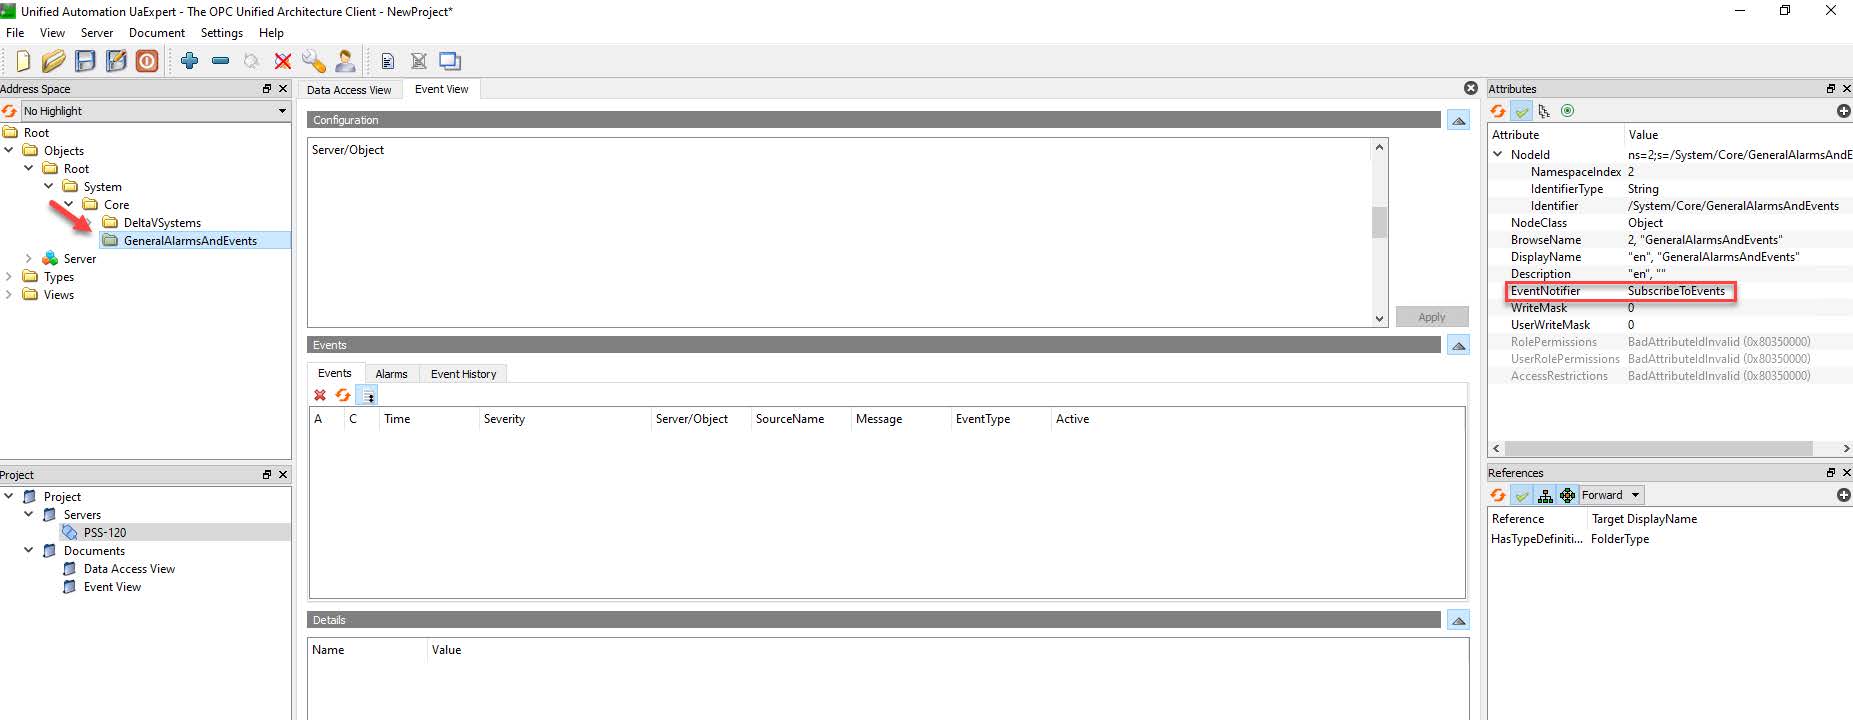 Unified Automation UaExpert - The OPC Unified Architecture Client - NewProject*
File View Server Document Settings Help
Address Space
No Highlight
Root
Objects
Root
System
Core
DeltaVSystems
GeneralAlarmsAndEvents
Server
Types
Views
Project
Project
Servers
PSS-120
Documents
Data Access View
Event View
Data Access View Event View
Configuration
Server/Object
Apply
Events
Events Alarms Event History
A C Time Severity Server/Object SourceName Message EventType Active
Details
Name Value
Attributes
Attribute Value
NodeId ns=2;s=/System/Core/GeneralAlarmsAndE
NamespaceIndex 2
IdentifierType String
Identifier /System/Core/GeneralAlarmsAndEvents
NodeClass Object
BrowseName 2, "GeneralAlarmsAndEvents"
DisplayName "en", "GeneralAlarmsAndEvents"
Description "en", ""
EventNotifier SubscribeToEvents
WriteMask 0
UserWriteMask 0
RolePermissions BadAttributeIdInvalid (0x80350000)
UserRolePermissions BadAttributeIdInvalid (0x80350000)
AccessRestrictions BadAttributeIdInvalid (0x80350000)
References
Forward
Reference Target DisplayName
HasTypeDefiniti... FolderType